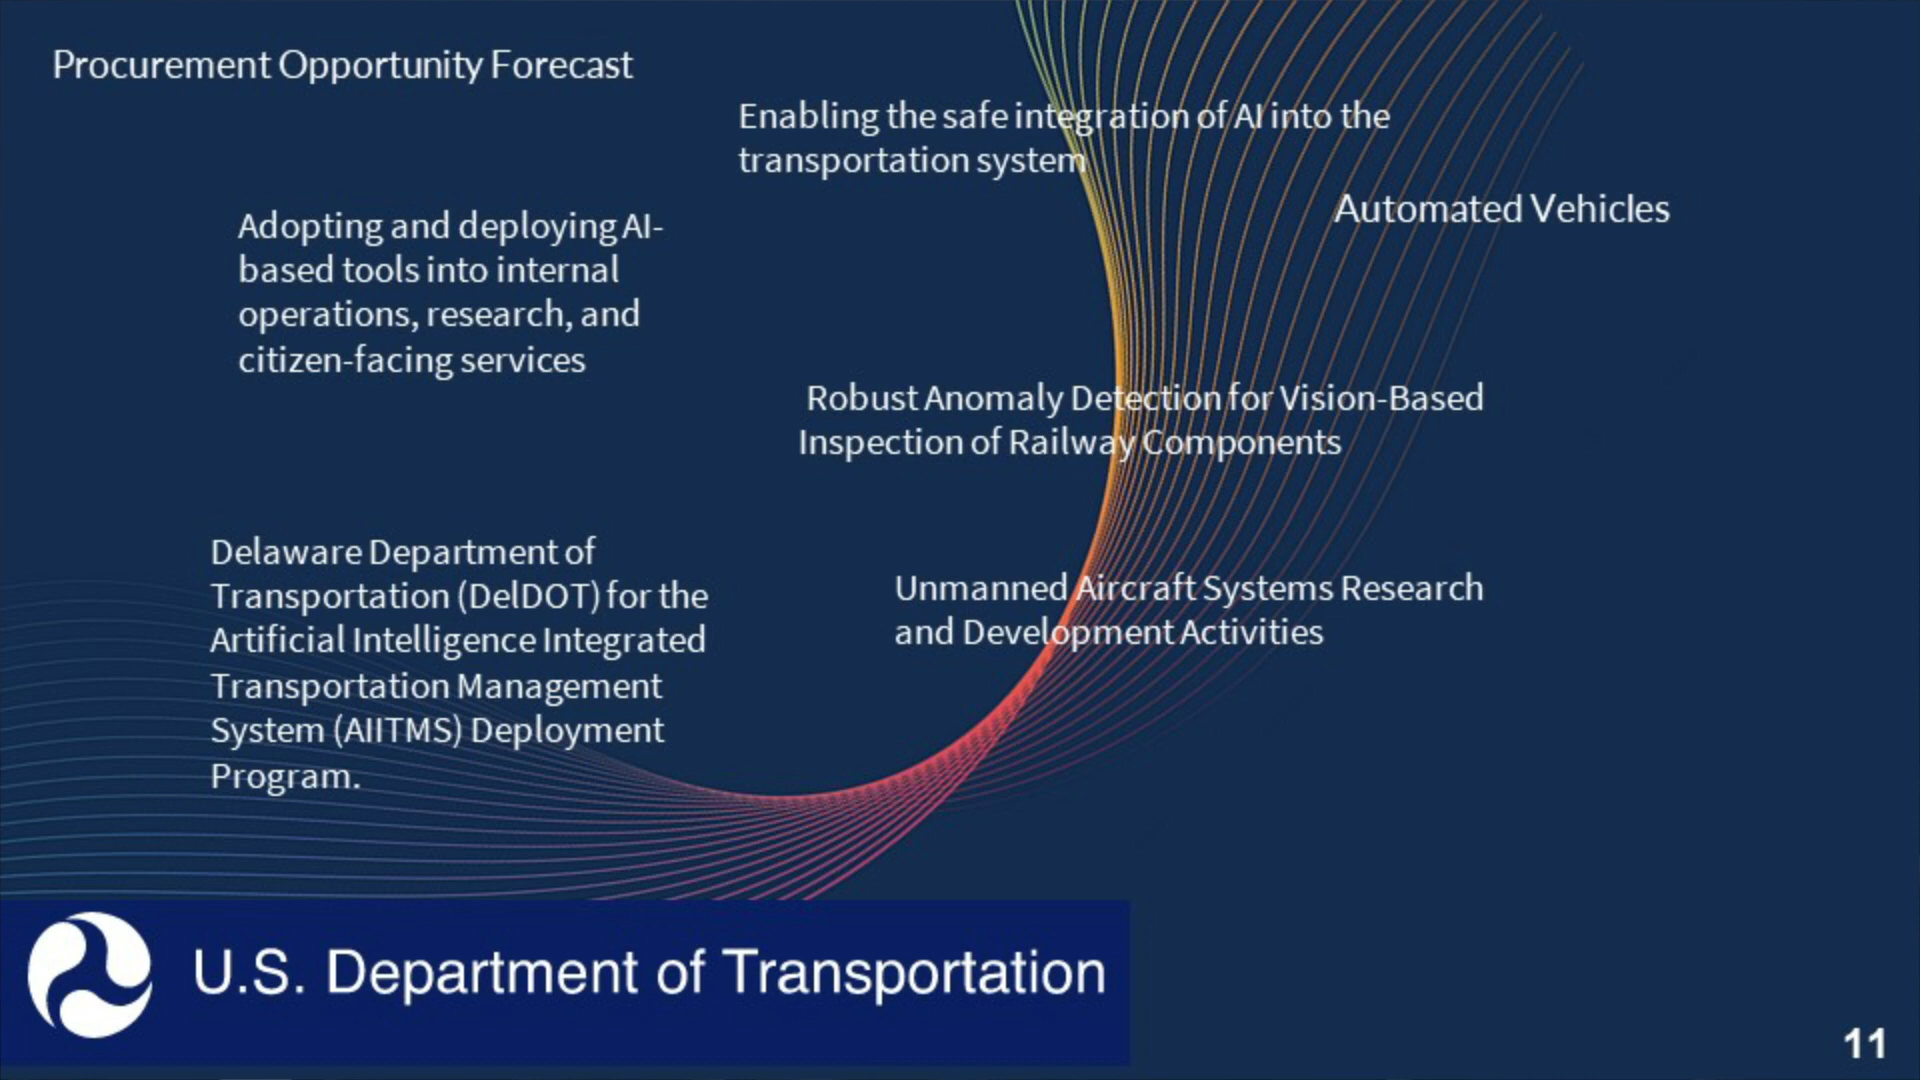 Procurement Opportunity Forecast
Enabling the safe integration of AI into the
transportation system
Automated Vehicles
Adopting and deploying AI-
based tools into internal
operations, research, and
citizen-facing services
Robust Anomaly Detection for Vision-Based
Inspection of Railway Components
Delaware Department of
Transportation (DelDOT) for the
Artificial Intelligence Integrated
Transportation Management
System (AIITMS) Deployment
Program.
Unmanned Aircraft Systems Research
and Development Activities
U.S. Department of Transportation
11